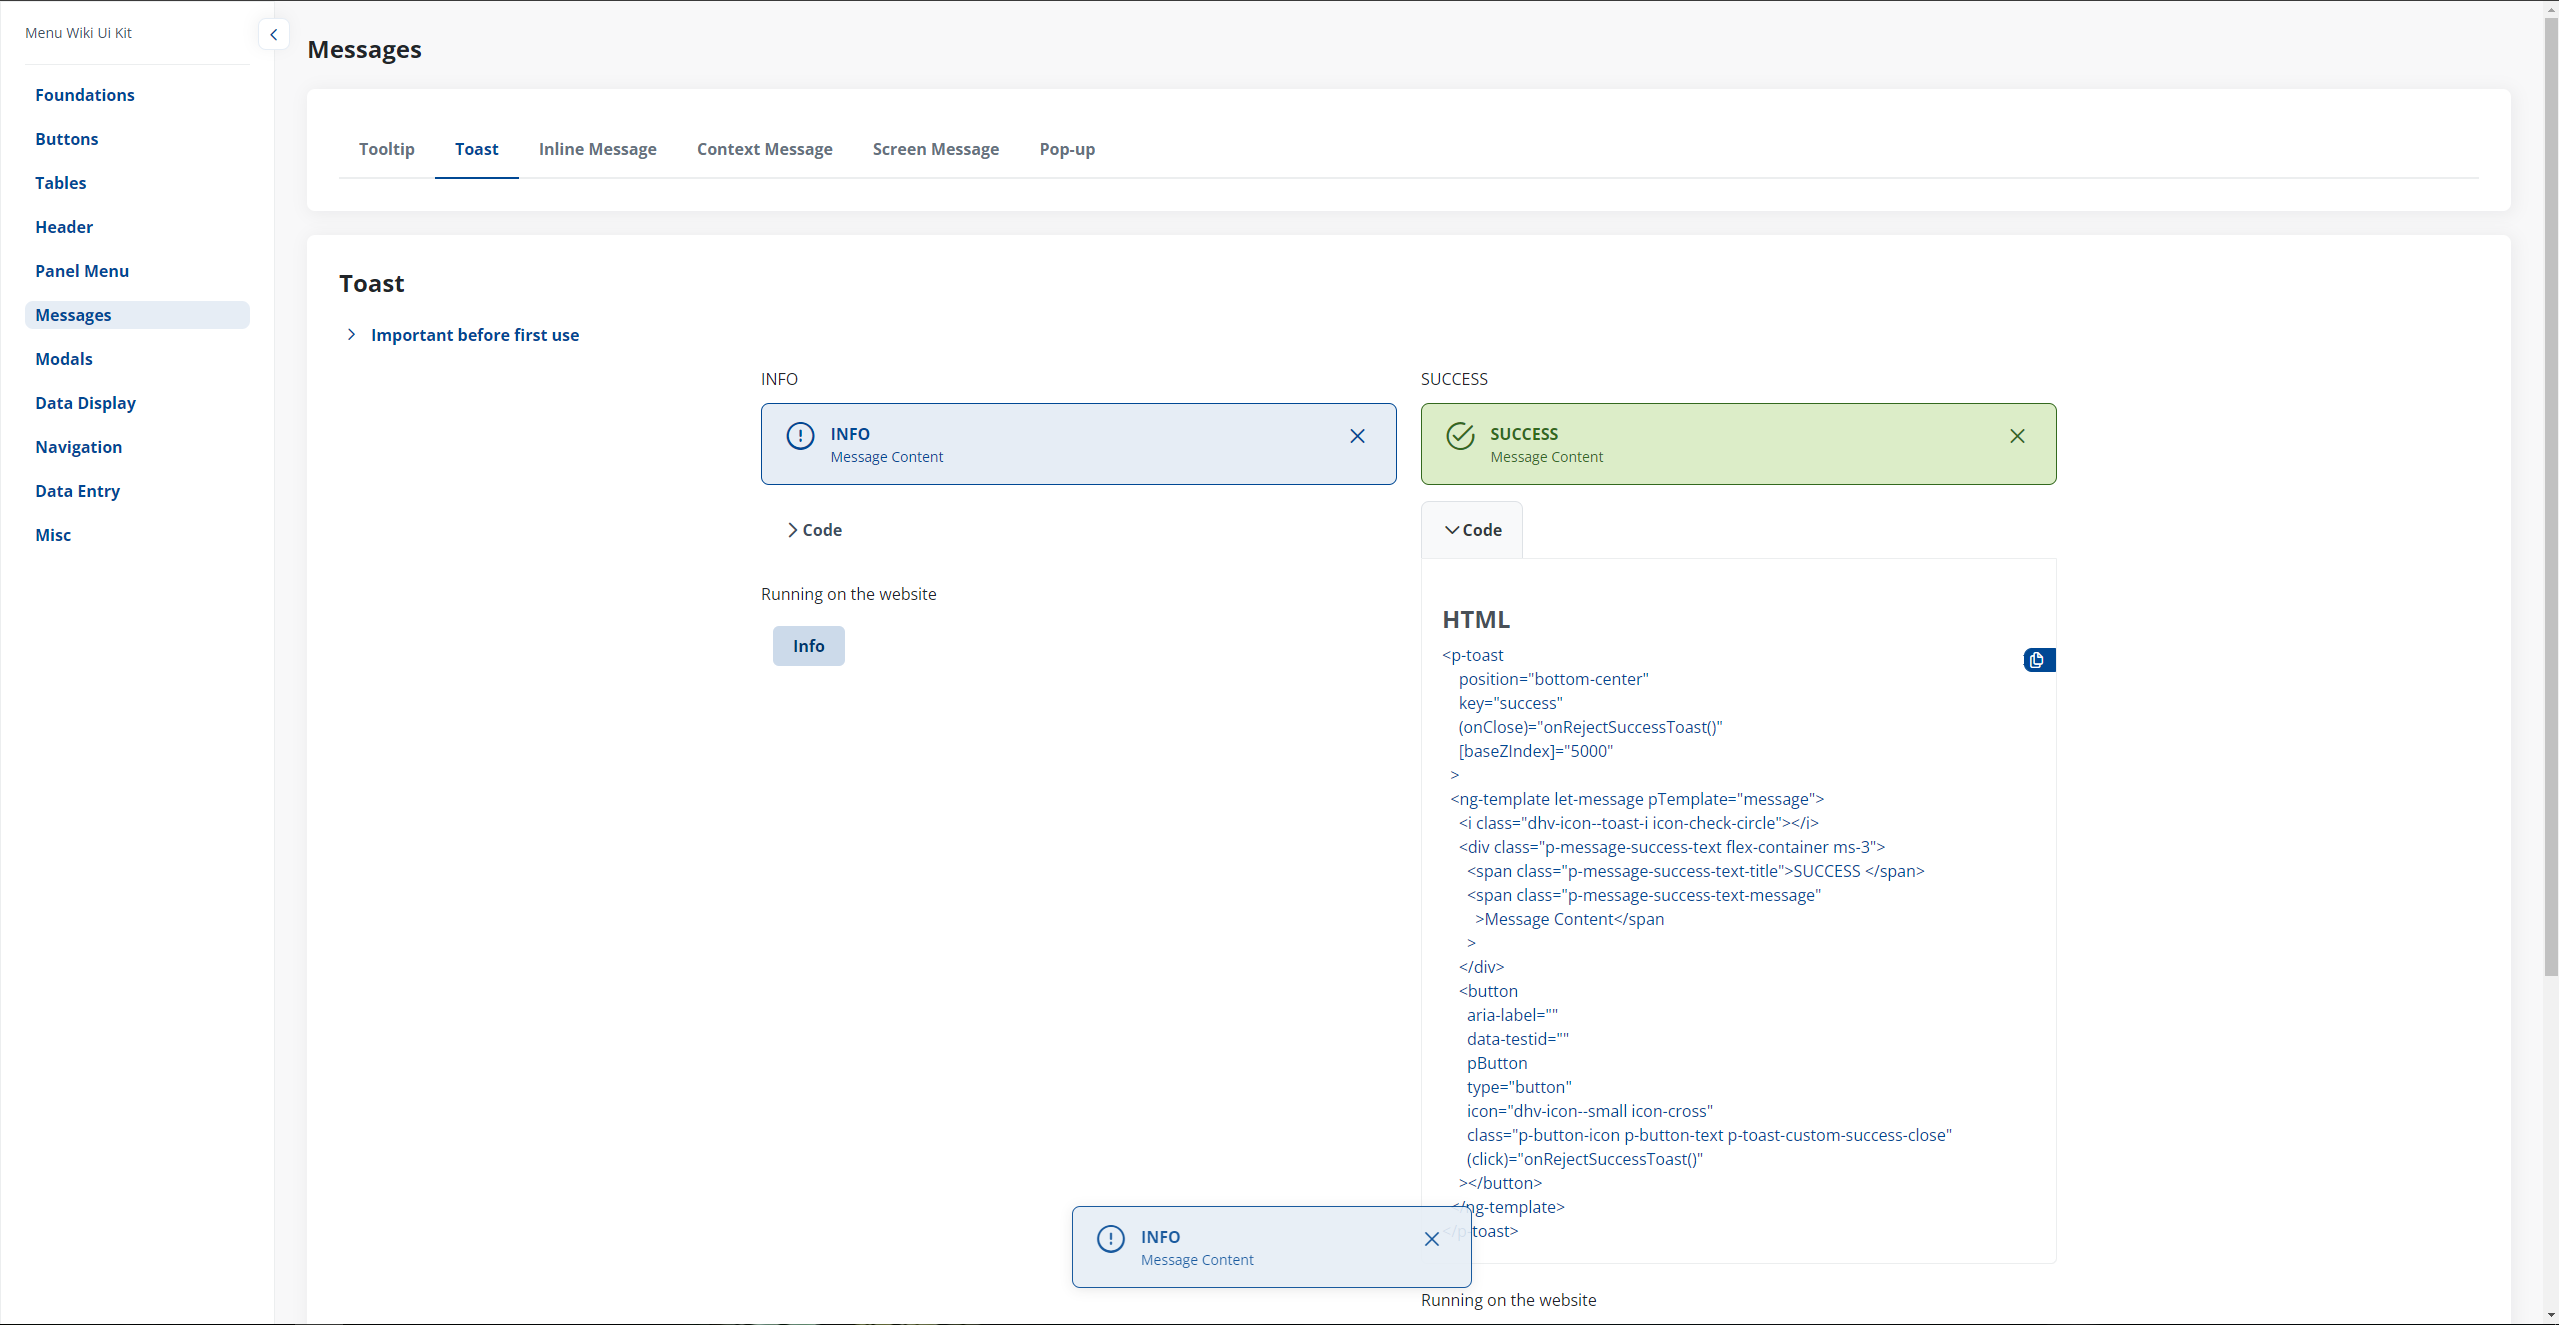 Menu Wiki Ui Kit
Foundations
Buttons
Tables
Header
Panel Menu
Messages
Modals
Data Display
Navigation
Data Entry
Misc
Messages
Tooltip
Toast
Inline Message
Context Message
Screen Message
Pop-up
Toast
Important before first use
INFO
INFO
Message Content
Code
Running on the website
Info
SUCCESS
SUCCESS
Message Content
Code
HTML
<p-toast
position="bottom-center"
key="success"
(onClose)="onRejectSuccessToast()"
[baseZIndex]="5000"
>
<ng-template let-message pTemplate="message">
<i class="dhv-icon--toast-i icon-check-circle"></i>
<div class="p-message-success-text flex-container ms-3">
<span class="p-message-success-text-title">SUCCESS </span>
<span class="p-message-success-text-message"
>Message Content</span
>
</div>
<button
aria-label=""
data-testid=""
pButton
type="button"
icon="dhv-icon--small icon-cross"
class="p-button-icon p-button-text p-toast-custom-success-close"
(click)="onRejectSuccessToast()"
></button>
</ng-template>
</p-toast>
Running on the website
INFO
Message Content